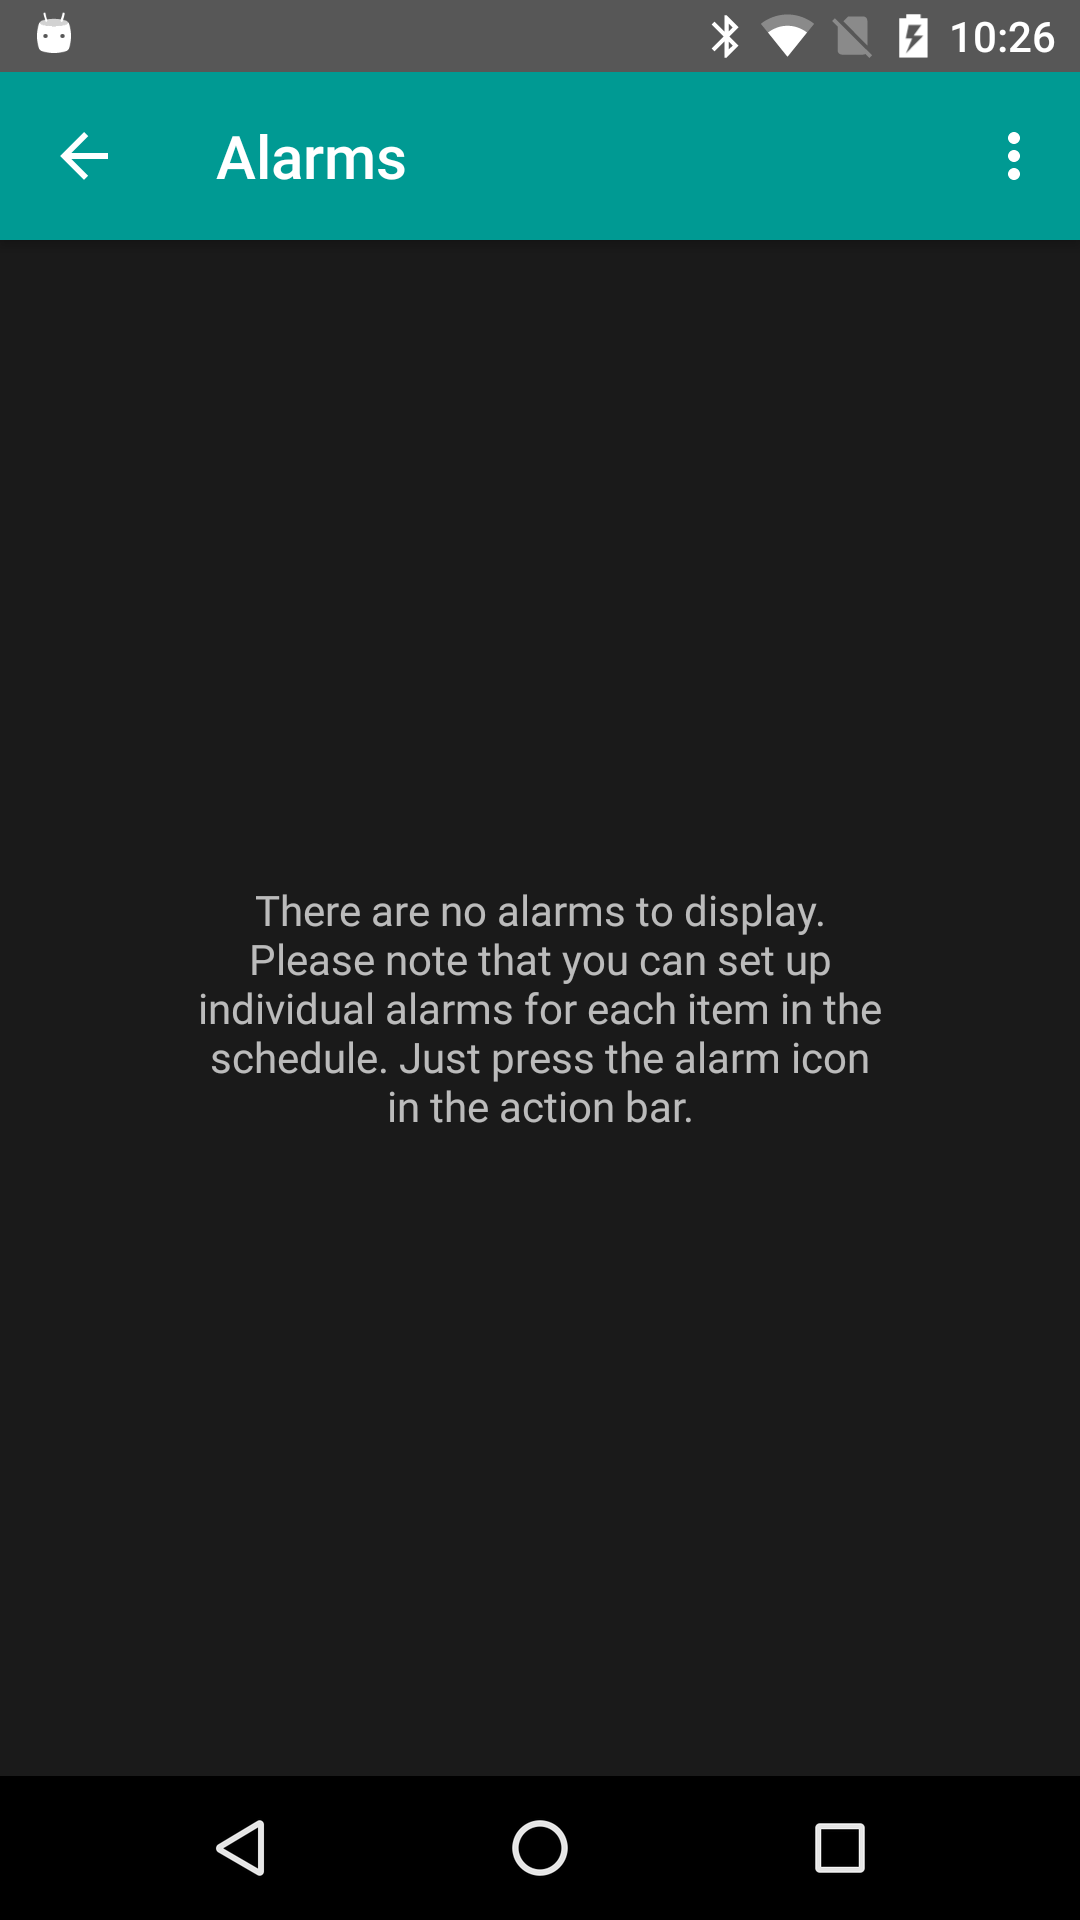 10:26
Alarms
There are no alarms to display.
Please note that you can set up
individual alarms for each item in the
schedule. Just press the alarm icon
in the action bar.